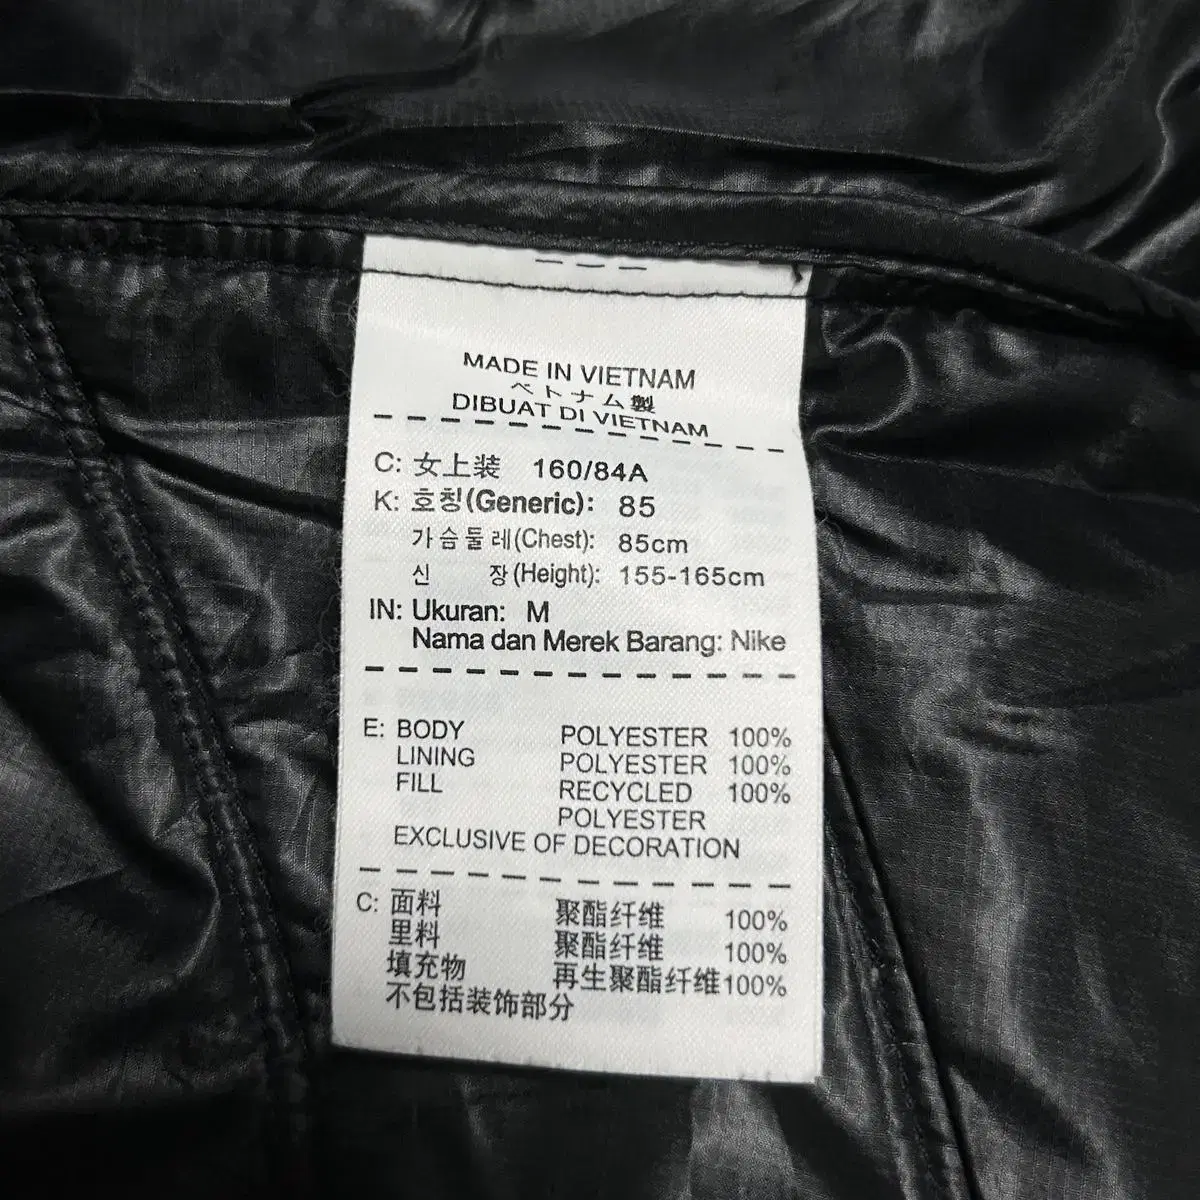 MADE IN VIETNAM
ベトナム製
DIBUAT DI VIETNAM
C: 女上装 160/84A
K: 호칭(Generic): 85
가슴둘레(Chest): 85cm
신 장(Height): 155-165cm
IN: Ukuran: M
Nama dan Merek Barang: Nike
E: BODY POLYESTER 100%
LINING POLYESTER 100%
FILL RECYCLED 100%
POLYESTER
EXCLUSIVE OF DECORATION
C: 面料 聚酯纤维 100%
里料 聚酯纤维 100%
填充物 再生聚酯纤维100%
不包括装饰部分